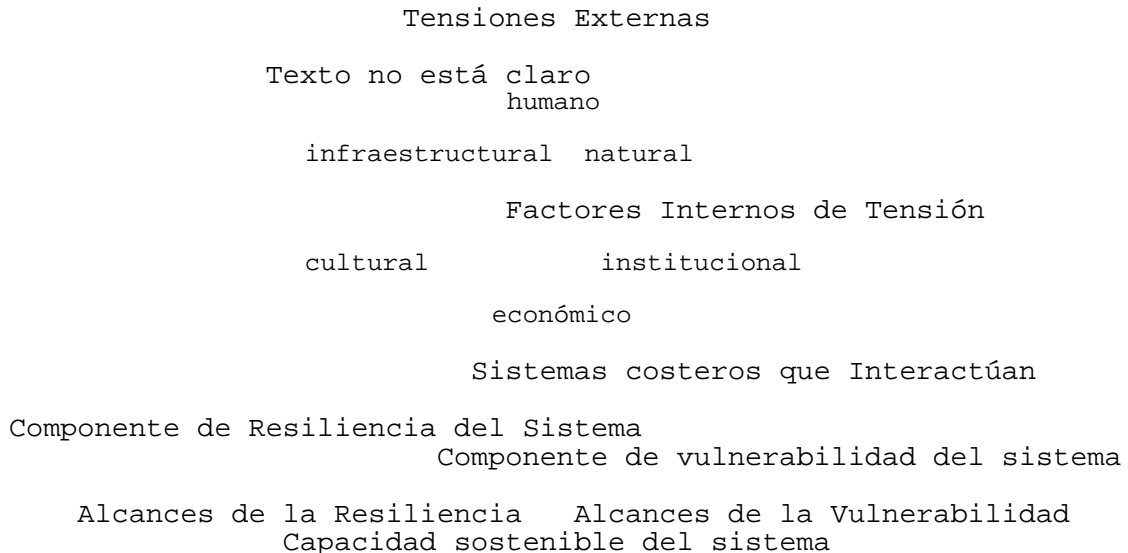 Tensiones Externas
Texto no está claro
humano
infraestructural natural
Factores Internos de Tensión
cultural institucional
económico
Sistemas costeros que Interactúan
Componente de Resiliencia del Sistema
Componente de vulnerabilidad del sistema
Alcances de la Resiliencia Alcances de la Vulnerabilidad
Capacidad sostenible del sistema